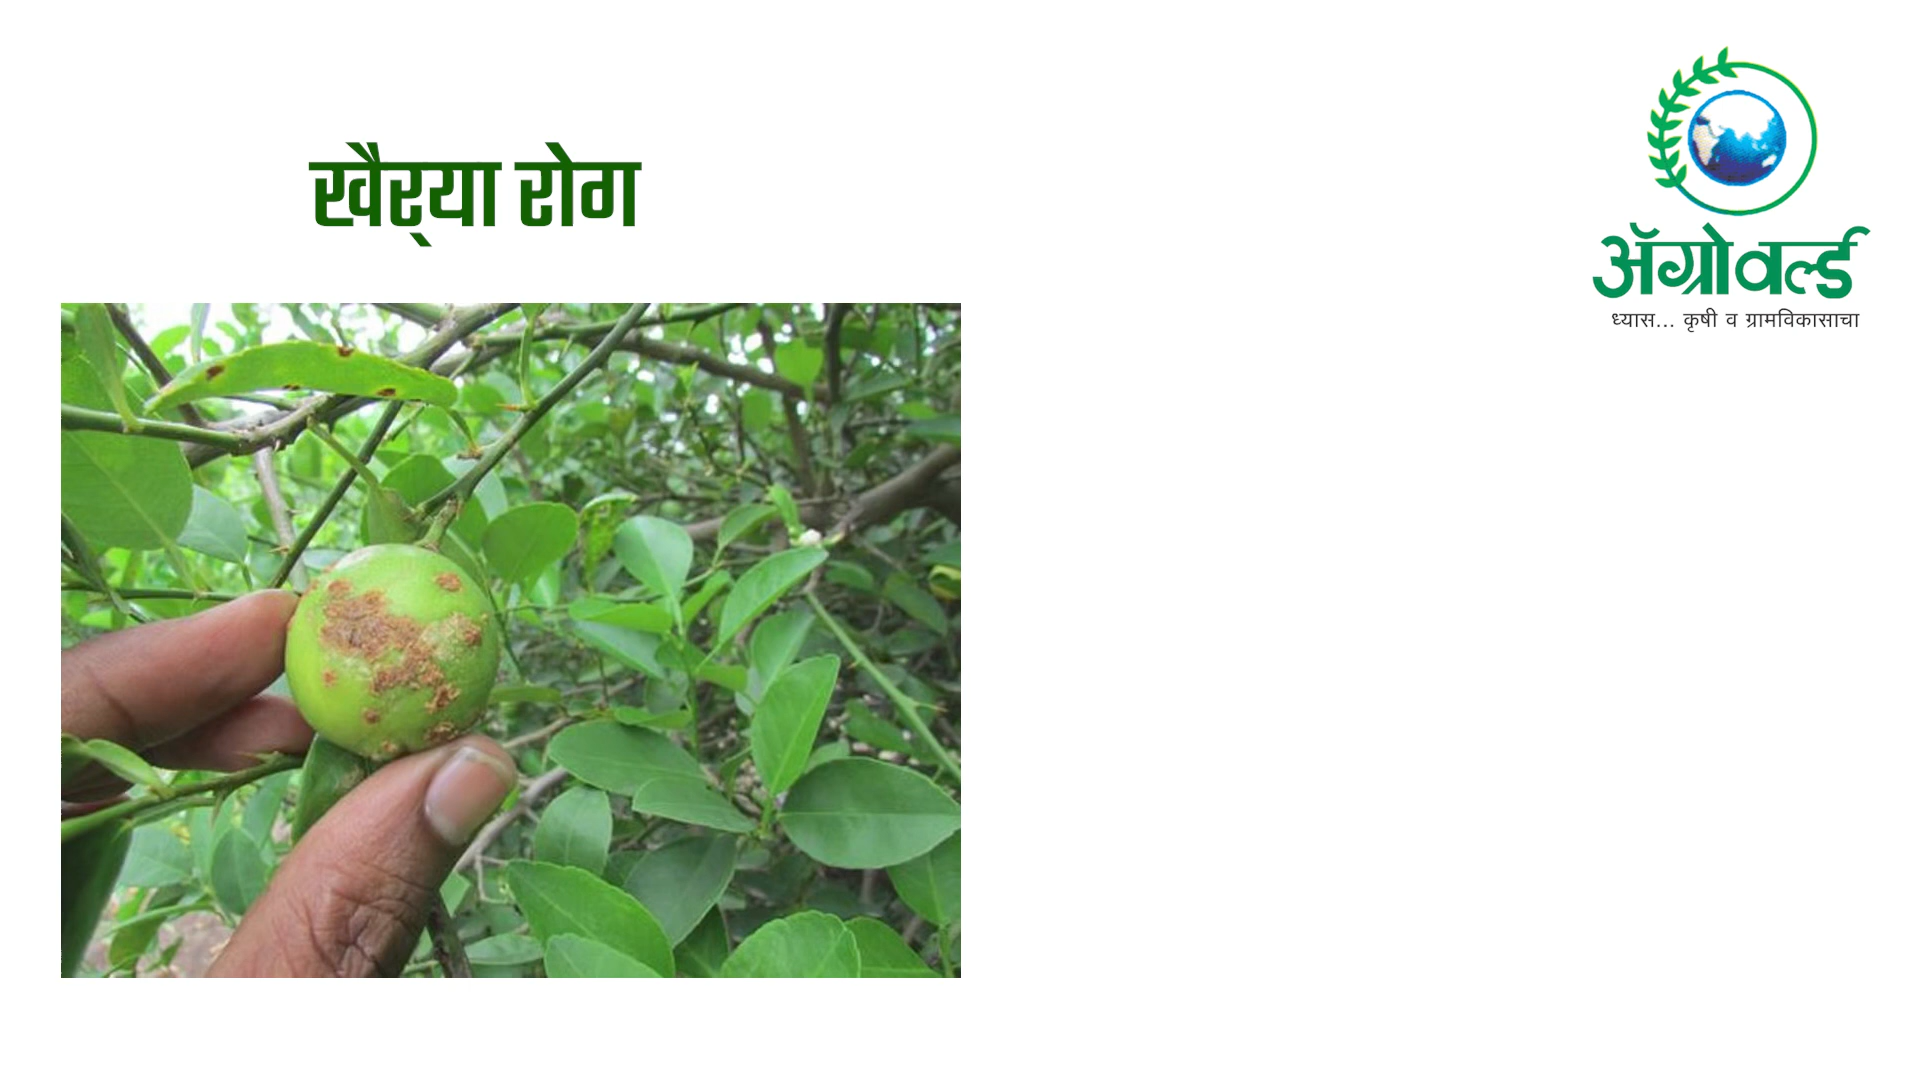 खैर्‍या रोग
ॲग्रोवर्ल्ड
ध्यास... कृषी व ग्रामविकासाचा